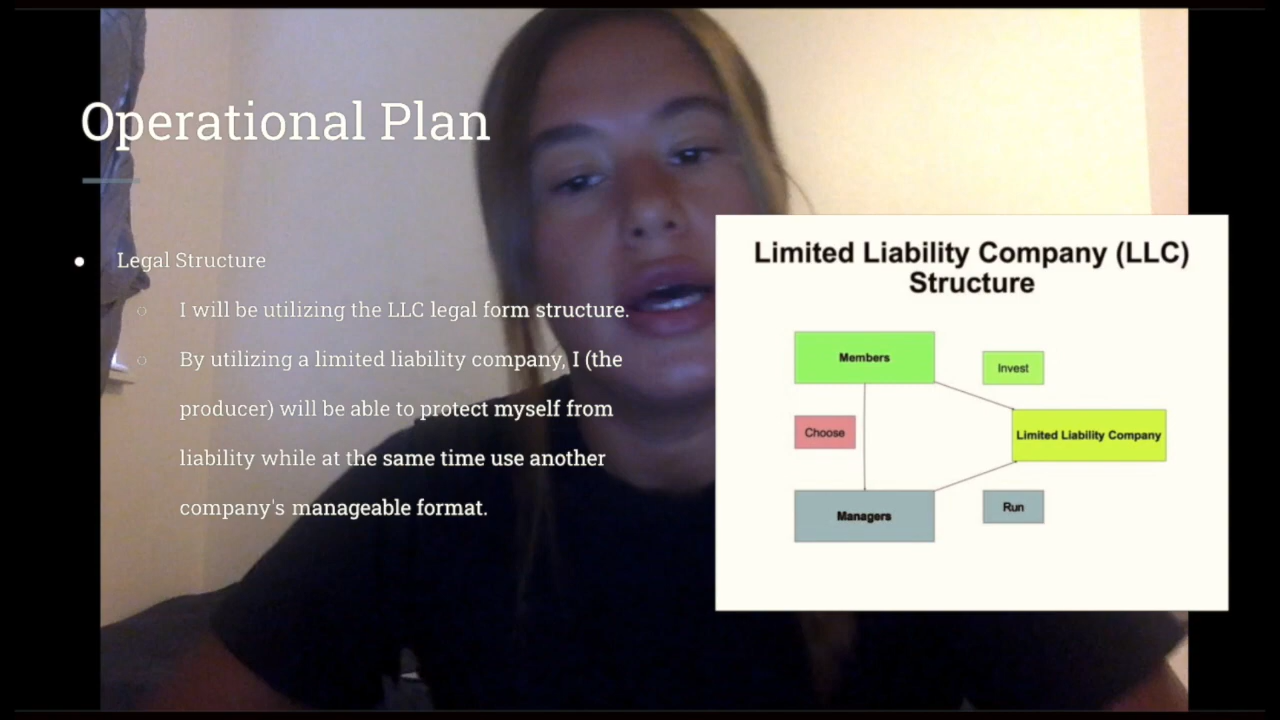 Operational Plan
Legal Structure
I will be utilizing the LLC legal form structure.
By utilizing a limited liability company, I (the
producer) will be able to protect myself from
liability while at the same time use another
company's manageable format.
Limited Liability Company (LLC)
Structure
Members
Invest
Choose
Limited Liability Company
Managers
Run